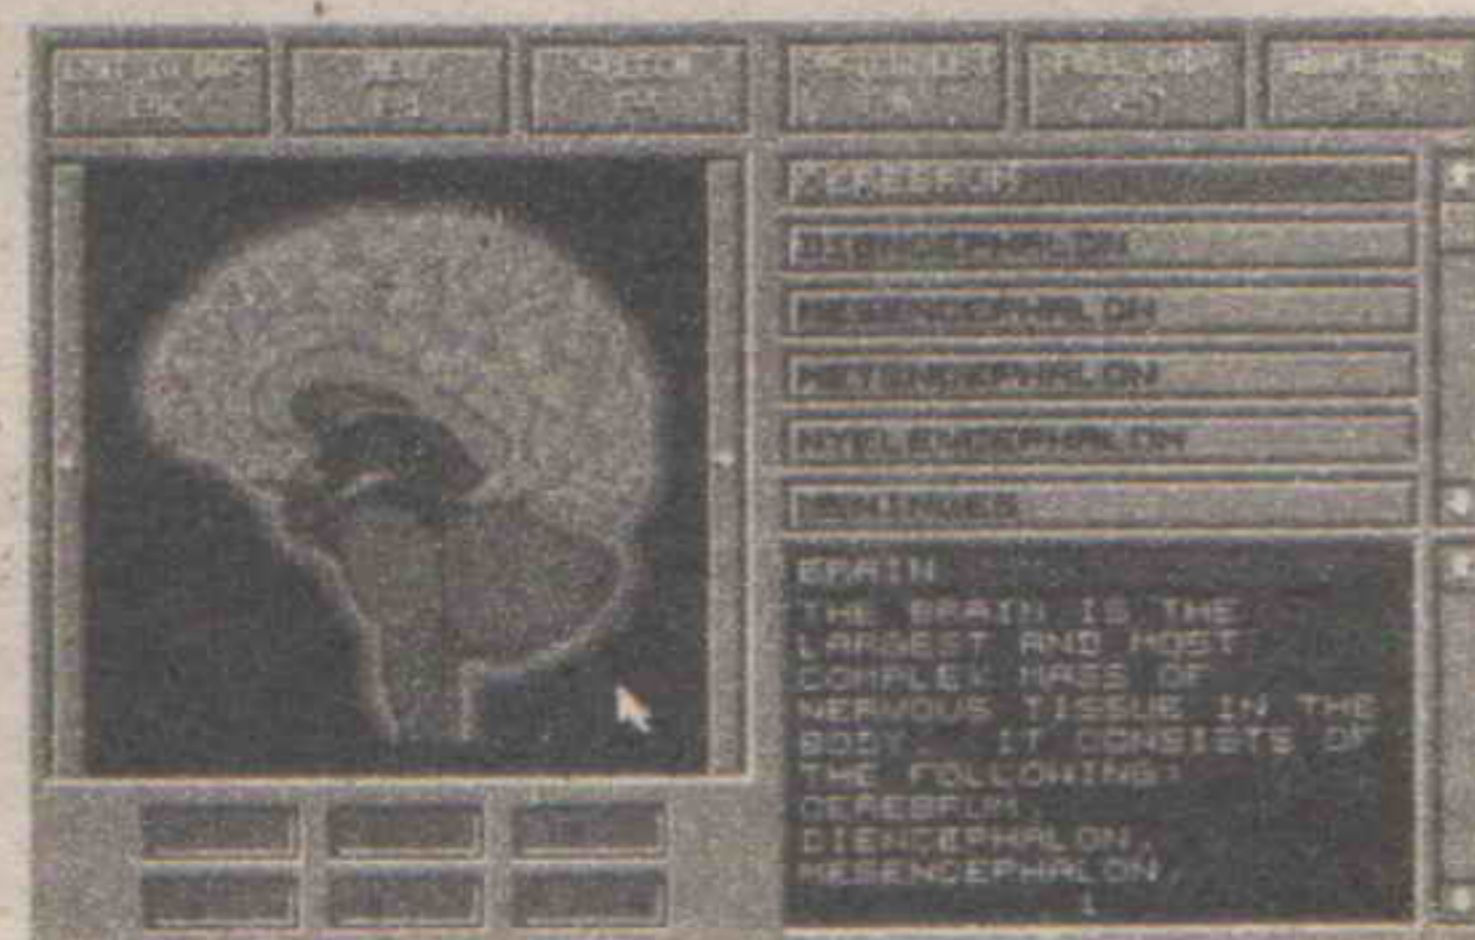 CEREBRUM
DIENCEPHALON
MESENCEPHALON
METENCEPHALON
MYELENCEPHALON
MENINGES
BRAIN
THE BRAIN IS THE
LARGEST AND MOST
COMPLEX MASS OF
NERVOUS TISSUE IN THE
BODY. IT CONSISTS OF
THE FOLLOWING:
CEREBRUM,
DIENCEPHALON,
MESENCEPHALON,